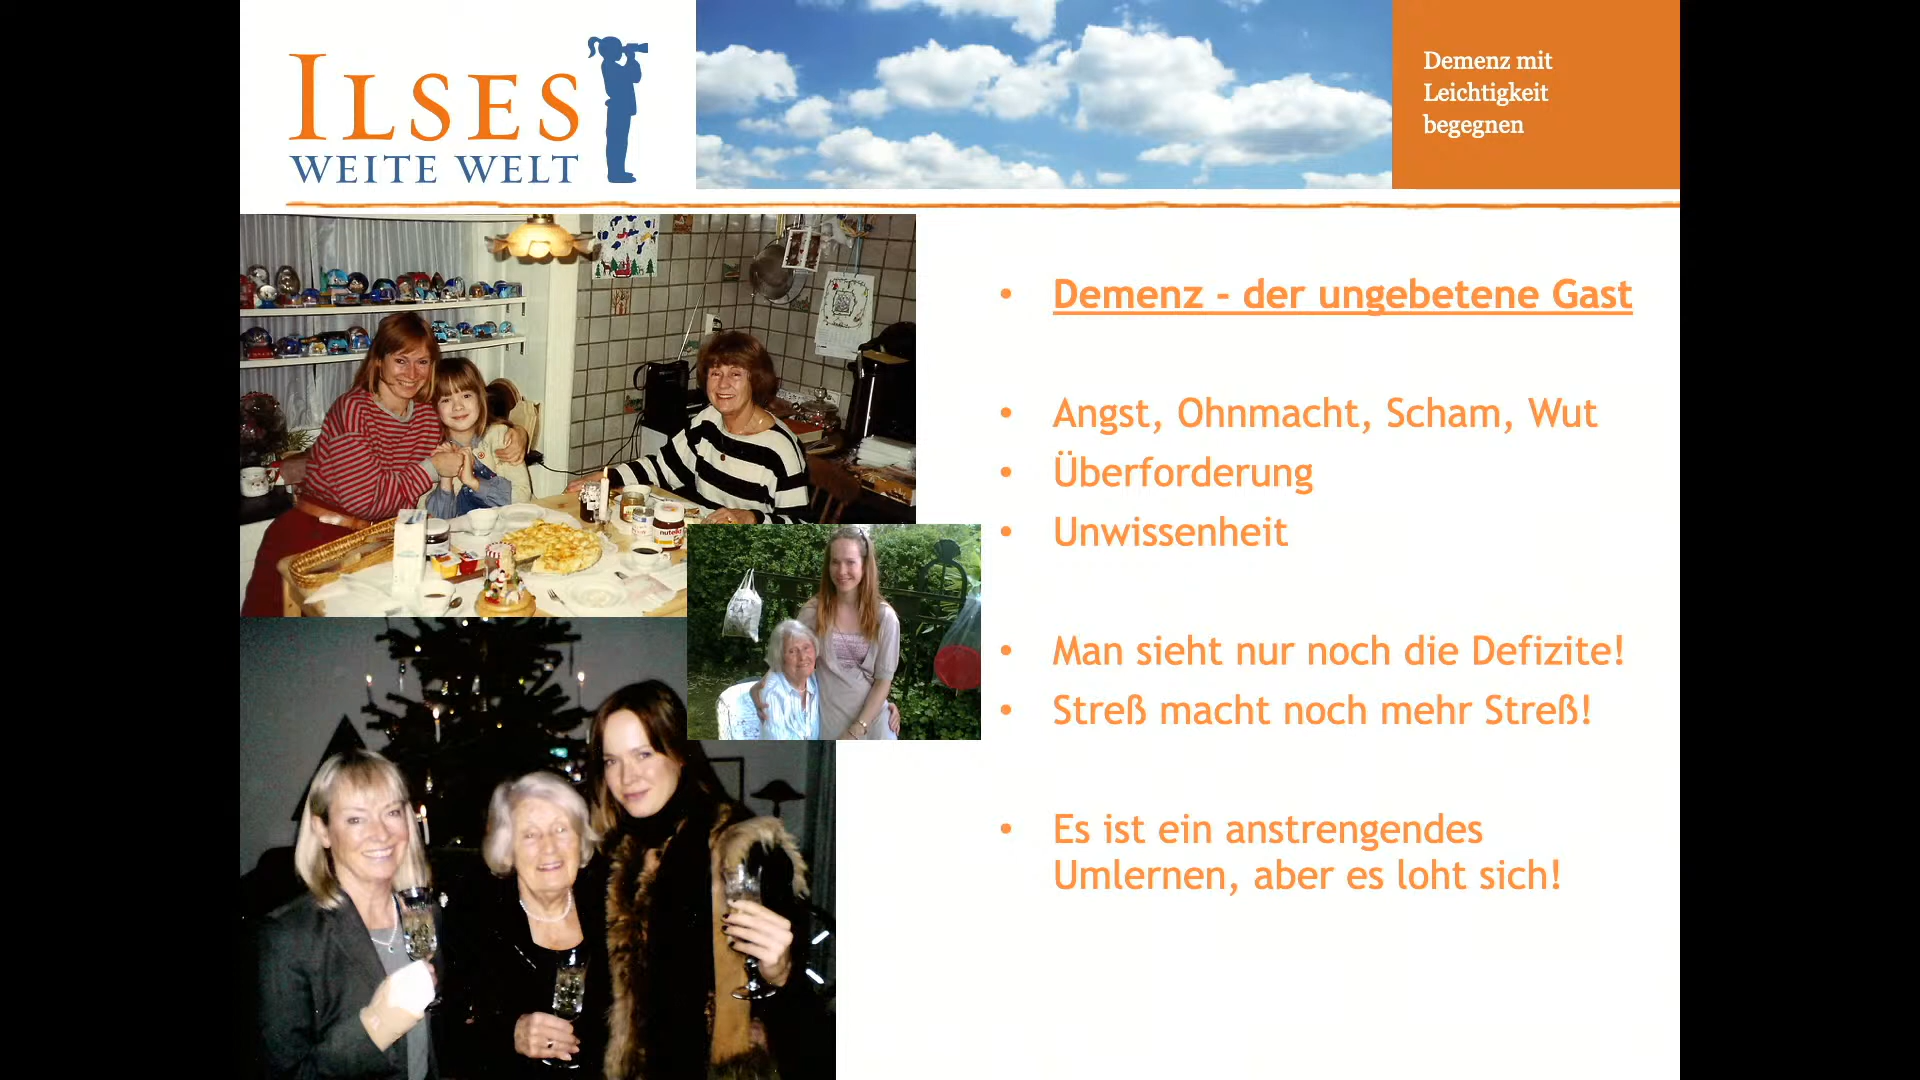 ILSES
WEITE WELT
Demenz mit
Leichtigkeit
begegnen
• Demenz - der ungebetene Gast
• Angst, Ohnmacht, Scham, Wut
• Überforderung
• Unwissenheit
• Man sieht nur noch die Defizite!
• Streß macht noch mehr Streß!
• Es ist ein anstrengendes
Umlernen, aber es loht sich!
nutella